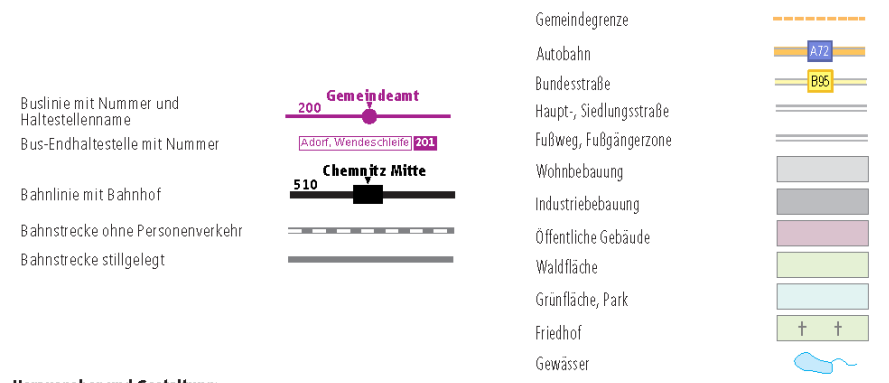 Buslinie mit Nummer und
Haltestellenname
200
Gemeindeamt
Bus-Endhaltestelle mit Nummer
Adorf, Wendeschleife 201
Bahnlinie mit Bahnhof
510
Chemnitz Mitte
Bahnstrecke ohne Personenverkehr
Bahnstrecke stillgelegt
Gemeindegrenze
Autobahn
A72
Bundesstraße
B95
Haupt-, Siedlungsstraße
Fußweg, Fußgängerzone
Wohnbebauung
Industriebebauung
Öffentliche Gebäude
Waldfläche
Grünfläche, Park
Friedhof
Gewässer